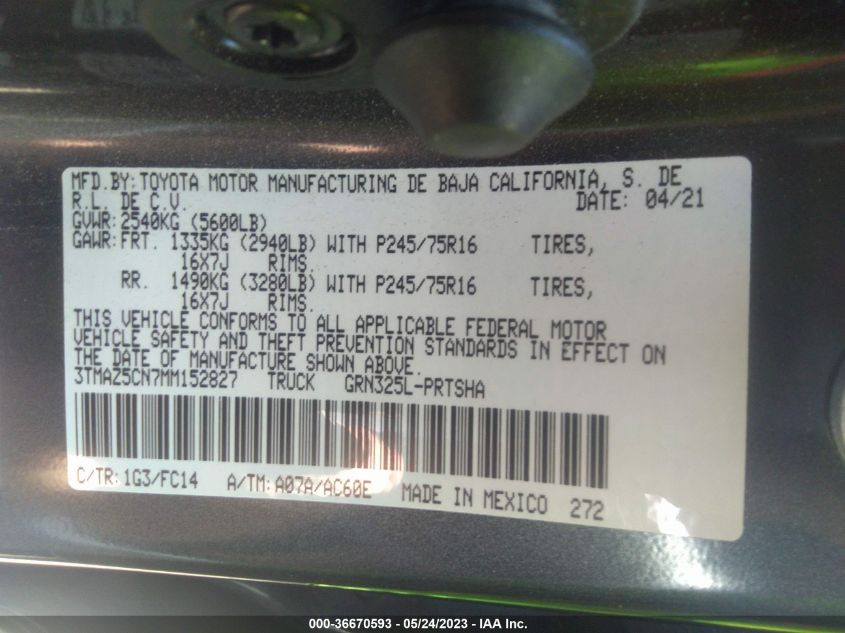 MFD.BY:TOYOTA MOTOR MANUFACTURING DE BAJA CALIFORNIA, S. DE
R.L. DE C.V. DATE: 04/21
GVWR:2540KG (5600LB)
GAWR:FRT. 1335KG (2940LB) WITH P245/75R16 TIRES,
16X7J RIMS.
RR. 1490KG (3280LB) WITH P245/75R16 TIRES,
16X7J RIMS.
THIS VEHICLE CONFORMS TO ALL APPLICABLE FEDERAL MOTOR
VEHICLE SAFETY AND THEFT PREVENTION STANDARDS IN EFFECT ON
THE DATE OF MANUFACTURE SHOWN ABOVE.
3TMAZ5CN7MM152827 TRUCK GRN325L-PRTSHA
C/TR:1G3/FC14 A/TM:A07A/AC60E MADE IN MEXICO 272
000-36670593 - 05/24/2023 - IAA Inc.